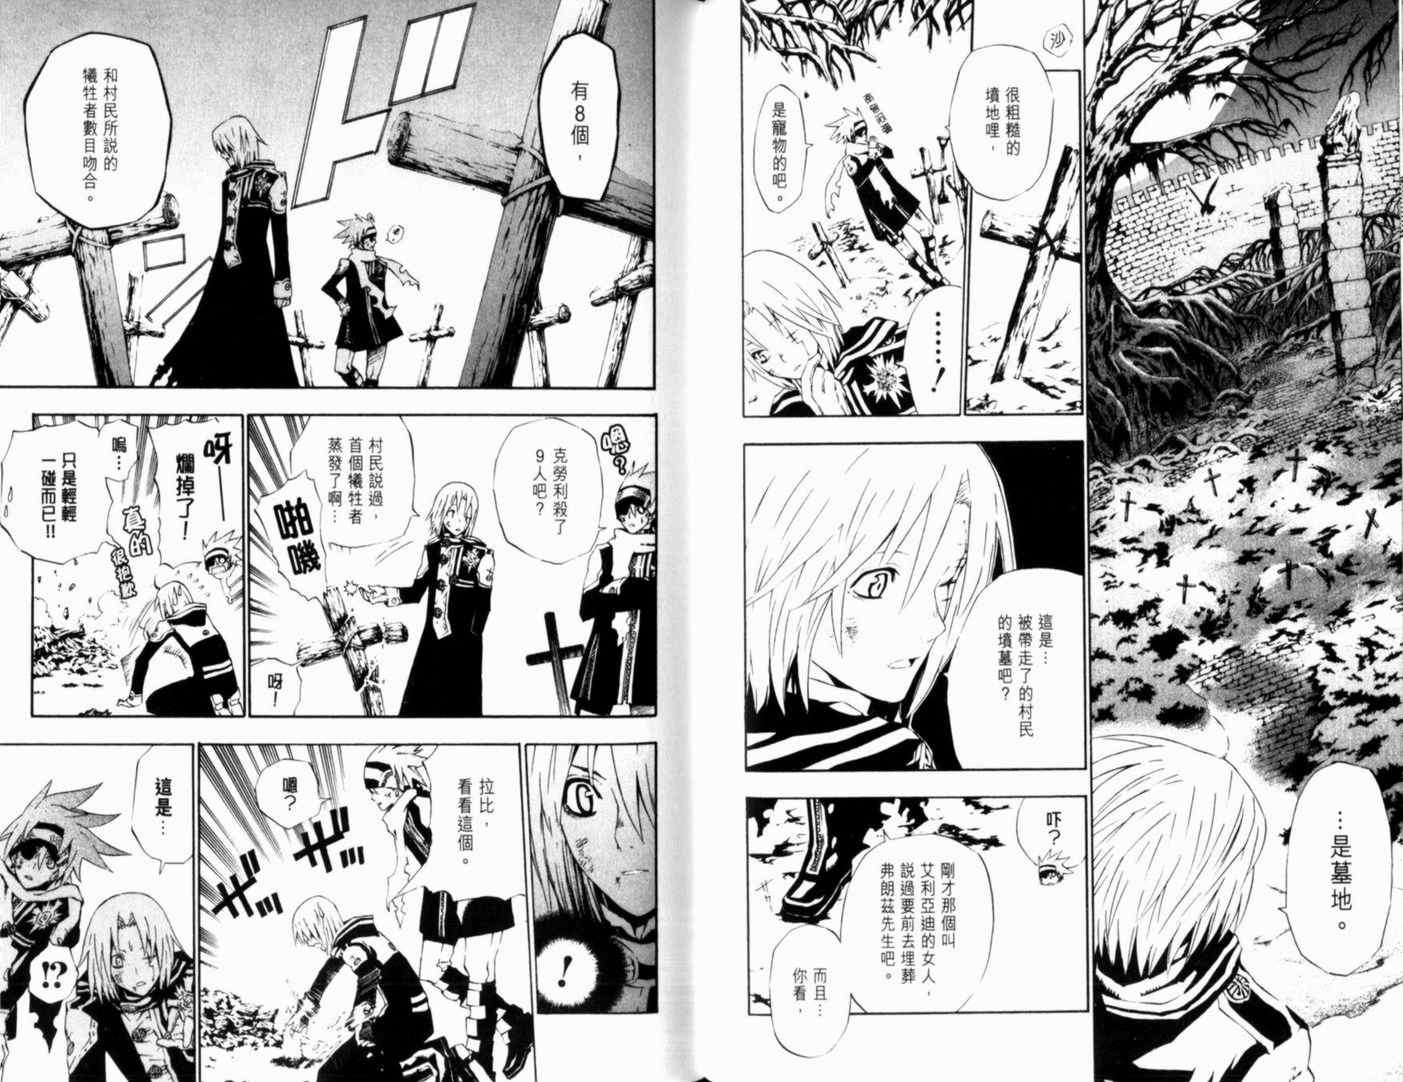 …是墓地。
沙
很粗糙的
墳地哩，
是寵物的吧。
……！
這是…
被帶走了的村民
的墳墓吧？
吓？
剛才那個叫
艾利亞迪的女人，
說過要前去埋葬
弗朗茲先生吧。
而且…
你看，
有8個，
和村民所說的
犧牲者數目吻合。
嗯？
克勞利殺了
9人吧？
村民說過，
首個犧牲者
蒸發了啊…
啪嘰
呀！
呀——
爛掉了！
嗚…
真的
很抱歉
只是輕輕
一碰而已!!
！
拉比，
看看這個。
嗯？
這是…
!?